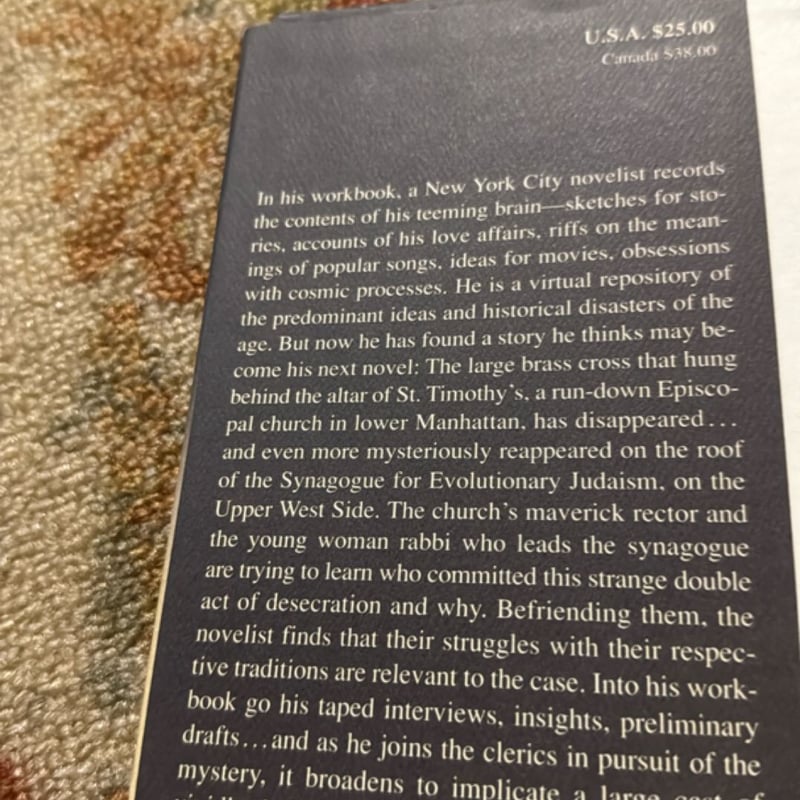 U.S.A. $25.00
Canada $38.00
In his workbook, a New York City novelist records
the contents of his teeming brain—sketches for sto-
ries, accounts of his love affairs, riffs on the mean-
ings of popular songs, ideas for movies, obsessions
with cosmic processes. He is a virtual repository of
the predominant ideas and historical disasters of the
age. But now he has found a story he thinks may be-
come his next novel: The large brass cross that hung
behind the altar of St. Timothy's, a run-down Episco-
pal church in lower Manhattan, has disappeared...
and even more mysteriously reappeared on the roof
of the Synagogue for Evolutionary Judaism, on the
Upper West Side. The church's maverick rector and
the young woman rabbi who leads the synagogue
are trying to learn who committed this strange double
act of desecration and why. Befriending them, the
novelist finds that their struggles with their respec-
tive traditions are relevant to the case. Into his work-
book go his taped interviews, insights, preliminary
drafts...and as he joins the clerics in pursuit of the
mystery, it broadens to implicate a large cast of